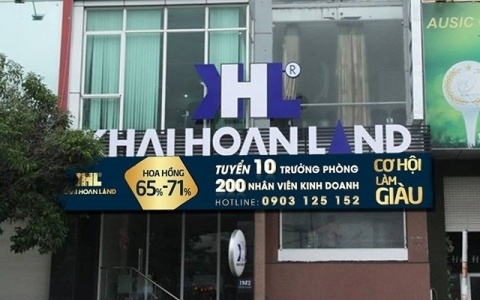 AUSIC
KHL®
KHAI HOAN LAND
KHL
KHAI HOAN LAND
HOA HỒNG
65%-71%
TUYỂN 10 TRƯỞNG PHÒNG
200 NHÂN VIÊN KINH DOANH
HOTLINE: 0903 125 152
CƠ HỘI
LÀM
GIÀU